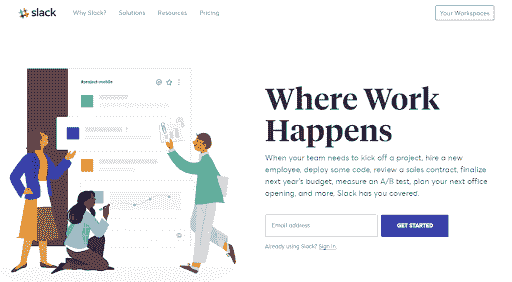 slack
Why Slack?
Solutions
Resources
Pricing
Your Workspaces
#project-mobile
Where Work
Happens
When your team needs to kick off a project, hire a new
employee, deploy some code, review a sales contract, finalize
next year's budget, measure an A/B test, plan your next office
opening, and more, Slack has you covered.
Email address
GET STARTED
Already using Slack? Sign in.